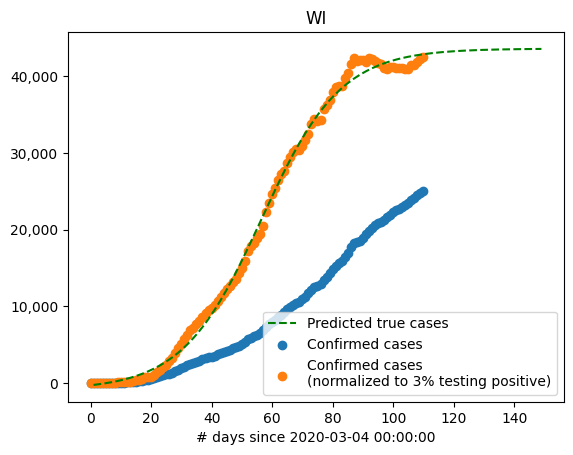 WI
40,000
30,000
20,000
10,000
0
Predicted true cases
Confirmed cases
Confirmed cases
(normalized to 3% testing positive)
0 20 40 60 80 100 120 140
# days since 2020-03-04 00:00:00